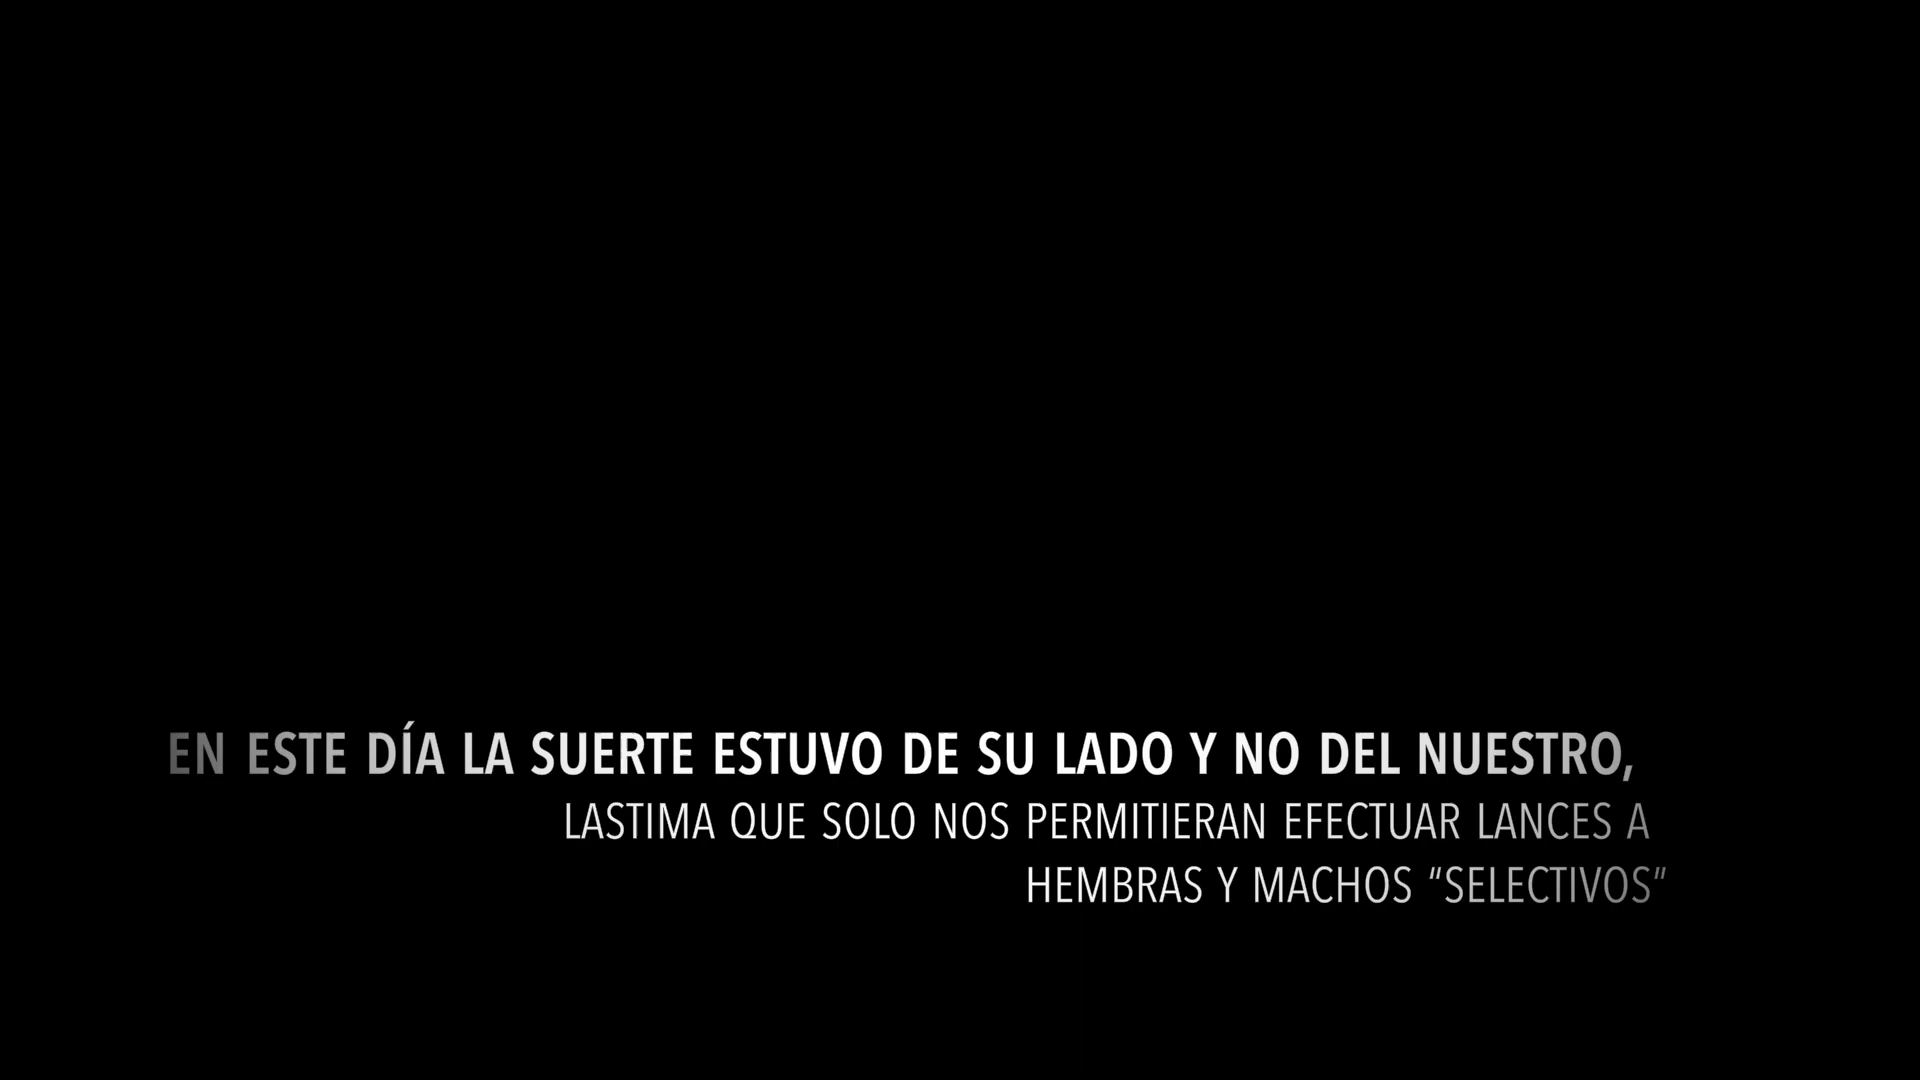 EN ESTE DÍA LA SUERTE ESTUVO DE SU LADO Y NO DEL NUESTRO,
LASTIMA QUE SOLO NOS PERMITIERAN EFECTUAR LANCES A
HEMBRAS Y MACHOS “SELECTIVOS”